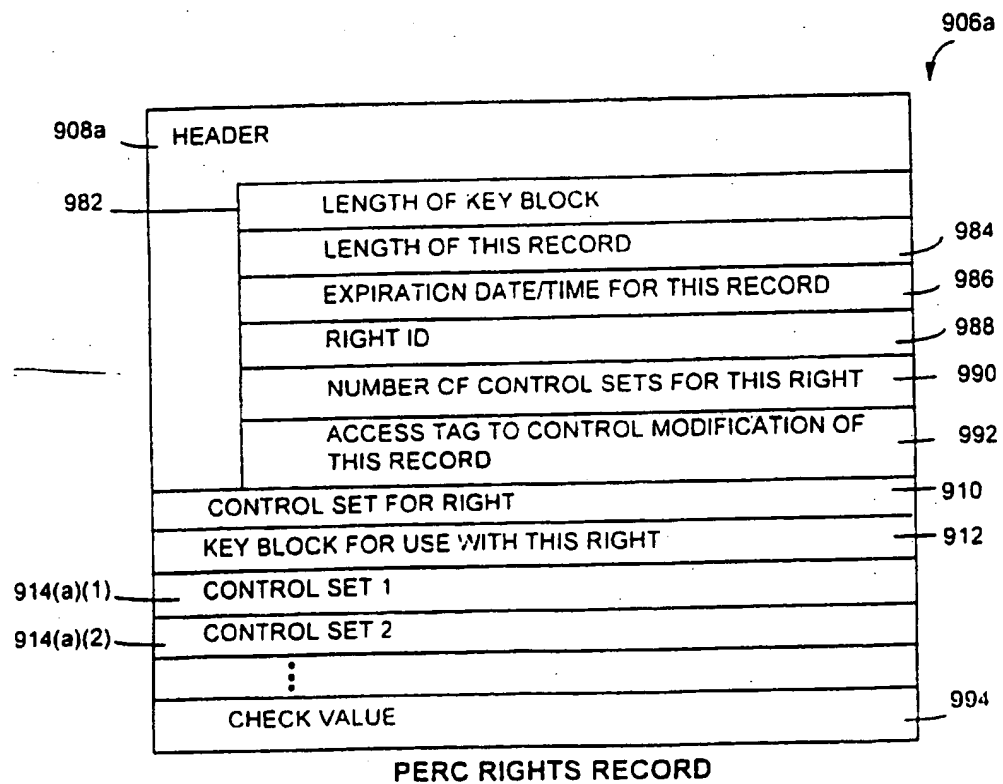 906a
908a HEADER
982 LENGTH OF KEY BLOCK
LENGTH OF THIS RECORD 984
EXPIRATION DATE/TIME FOR THIS RECORD 986
RIGHT ID 988
NUMBER CF CONTROL SETS FOR THIS RIGHT 990
ACCESS TAG TO CONTROL MODIFICATION OF
THIS RECORD 992
CONTROL SET FOR RIGHT 910
KEY BLOCK FOR USE WITH THIS RIGHT 912
914(a)(1) CONTROL SET 1
914(a)(2) CONTROL SET 2
CHECK VALUE 994
PERC RIGHTS RECORD